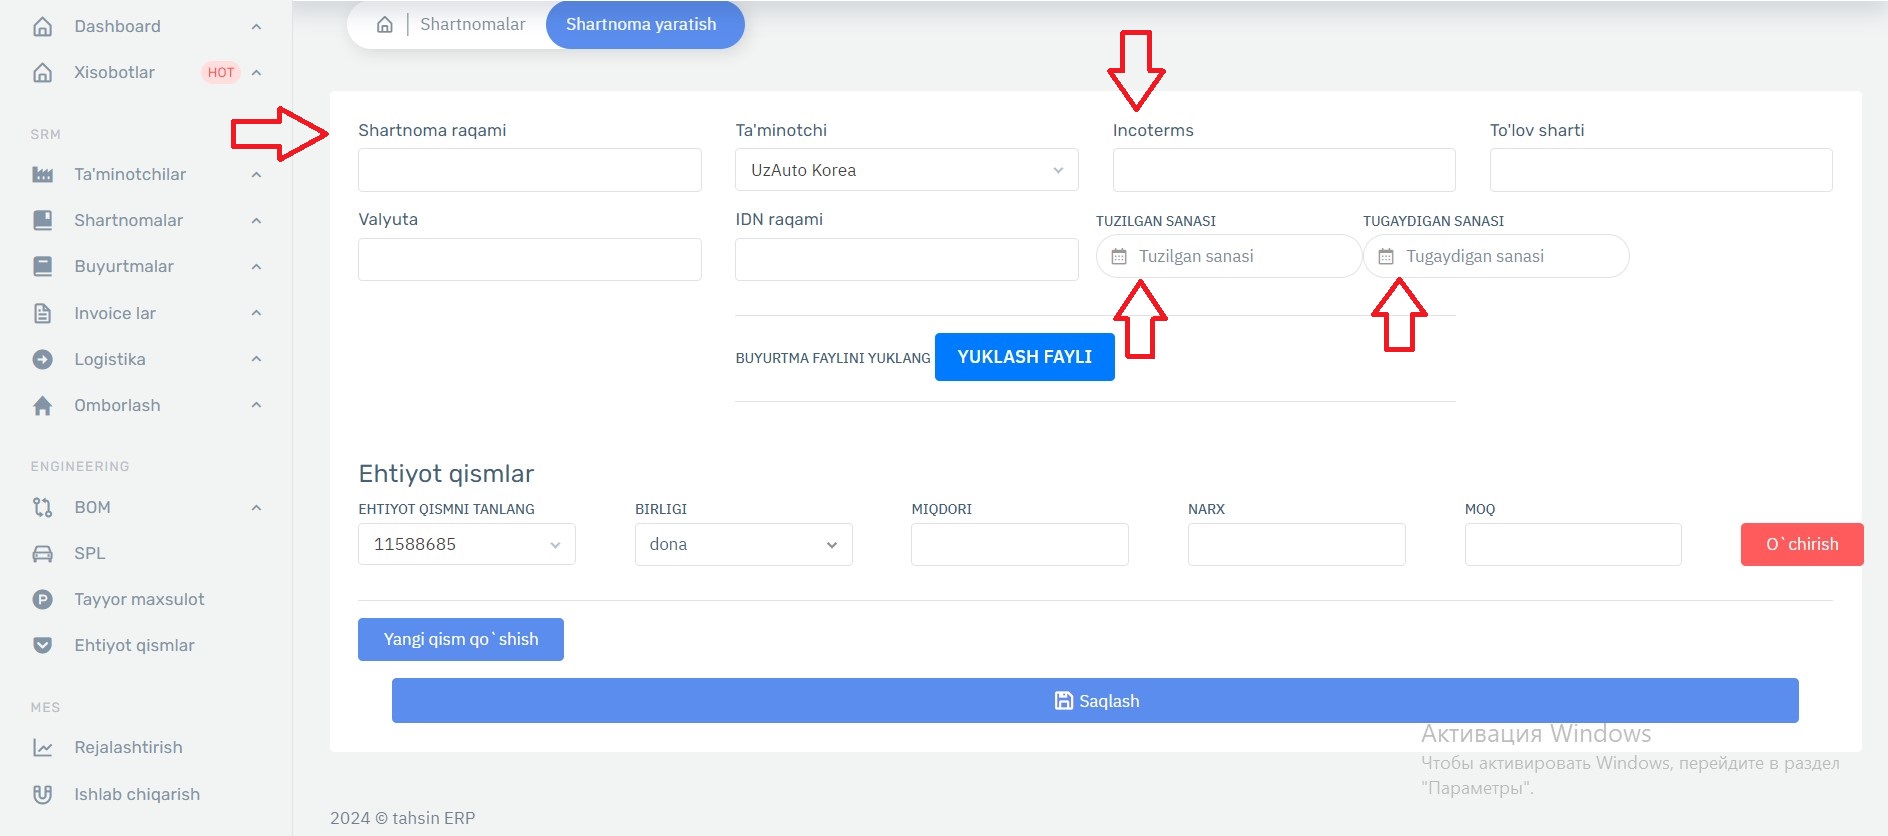 Dashboard
Xisobotlar HOT
SRM
Ta'minotchilar
Shartnomalar
Buyurtmalar
Invoice lar
Logistika
Omborlash
ENGINEERING
BOM
SPL
Tayyor maxsulot
Ehtiyot qismlar
MES
Rejalashtirish
Ishlab chiqarish
Shartnomalar Shartnoma yaratish
Shartnoma raqami Ta'minotchi Incoterms To'lov sharti
UzAuto Korea
Valyuta IDN raqami TUZILGAN SANASI TUGAYDIGAN SANASI
Tuzilgan sanasi Tugaydigan sanasi
BUYURTMA FAYLINI YUKLANG YUKLASH FAYLI
Ehtiyot qismlar
EHTIYOT QISMNI TANLANG BIRLIGI MIQDORI NARX MOQ
11588685 dona O`chirish
Yangi qism qo`shish
Saqlash
Активация Windows
Чтобы активировать Windows, перейдите в раздел
"Параметры".
2024 © tahsin ERP